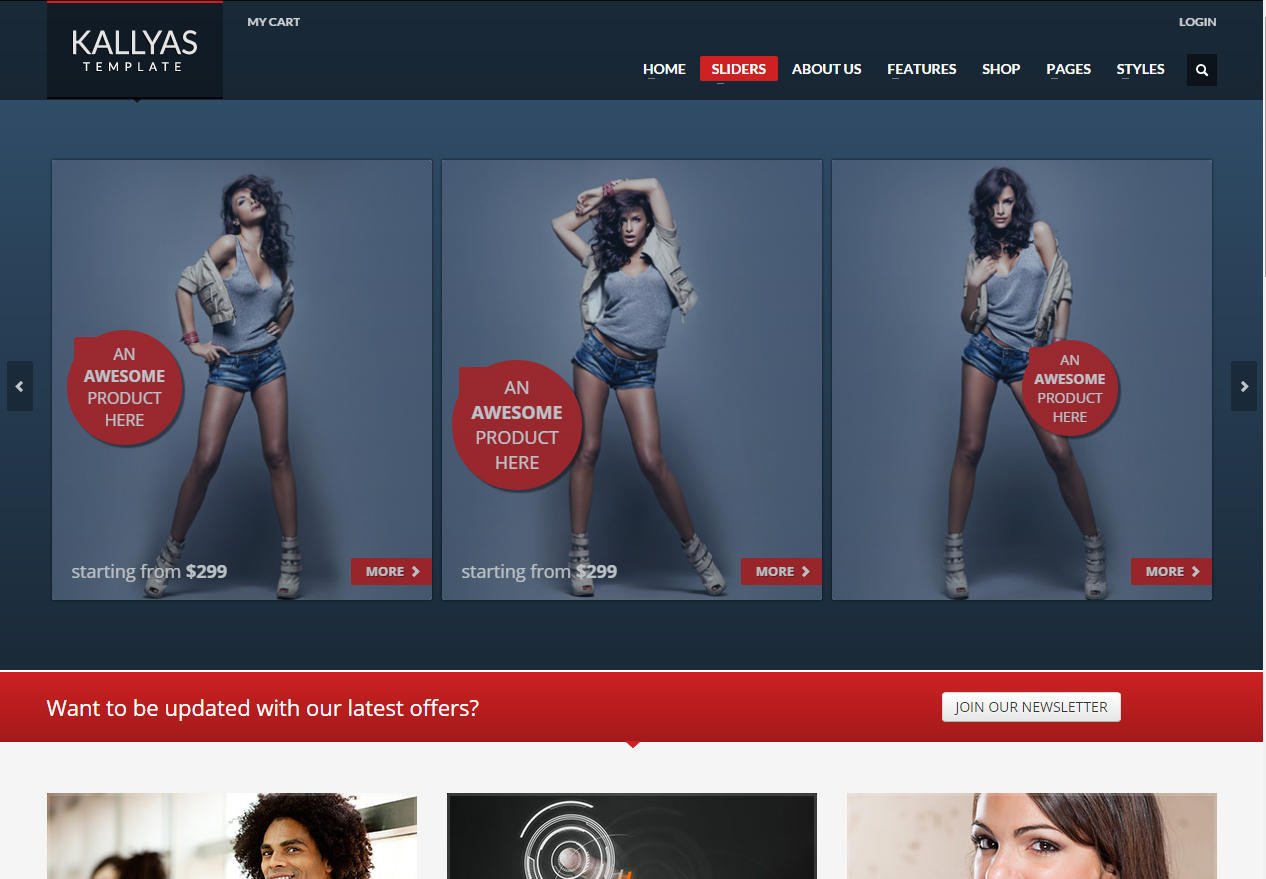 KALLYAS
TEMPLATE
MY CART
LOGIN
HOME
SLIDERS
ABOUT US
FEATURES
SHOP
PAGES
STYLES
AN
AWESOME
PRODUCT
HERE
starting from $299
MORE
AN
AWESOME
PRODUCT
HERE
starting from $299
MORE
AN
AWESOME
PRODUCT
HERE
MORE
Want to be updated with our latest offers?
JOIN OUR NEWSLETTER